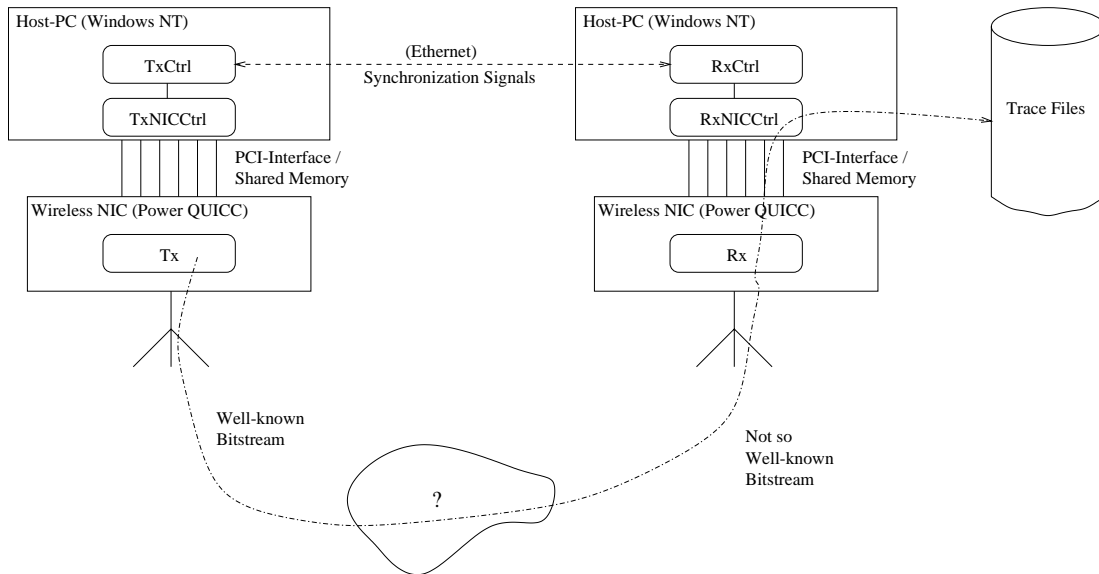 Host-PC (Windows NT)
TxCtrl
TxNICCtrl
(Ethernet)
Synchronization Signals
Host-PC (Windows NT)
RxCtrl
RxNICCtrl
Trace Files
PCI-Interface /
Shared Memory
PCI-Interface /
Shared Memory
Wireless NIC (Power QUICC)
Tx
Wireless NIC (Power QUICC)
Rx
Well-known
Bitstream
Not so
Well-known
Bitstream
?